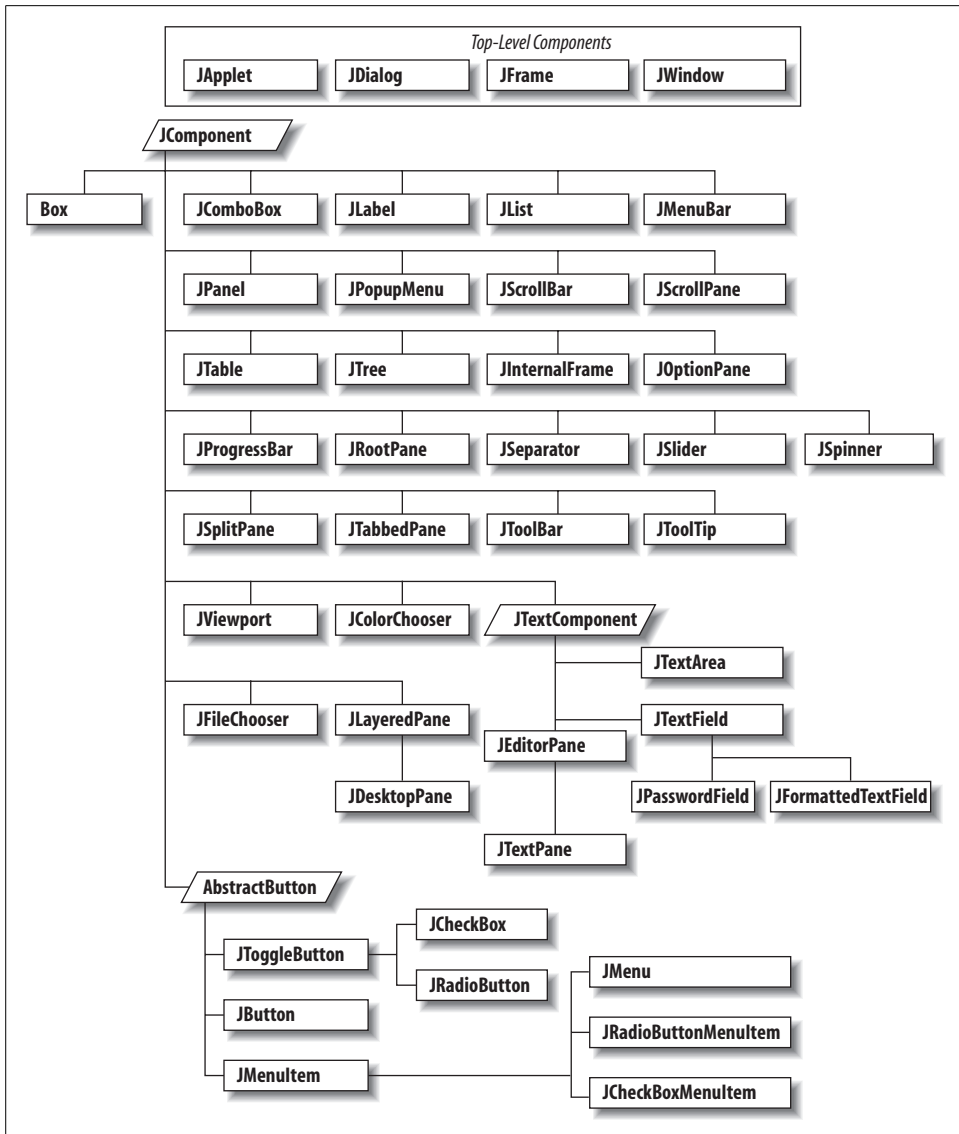 Top-Level Components
JApplet JDialog JFrame JWindow
JComponent
Box JComboBox JLabel JList JMenuBar
JPanel JPopupMenu JScrollBar JScrollPane
JTable JTree JInternalFrame JOptionPane
JProgressBar JRootPane JSeparator JSlider JSpinner
JSplitPane JTabbedPane JToolBar JToolTip
JViewport JColorChooser JTextComponent
JTextArea
JFileChooser JLayeredPane JTextField
JEditorPane
JDesktopPane JPasswordField JFormattedTextField
JTextPane
AbstractButton
JCheckBox
JToggleButton
JMenu
JRadioButton
JButton
JRadioButtonMenuItem
JMenuItem
JCheckBoxMenuItem